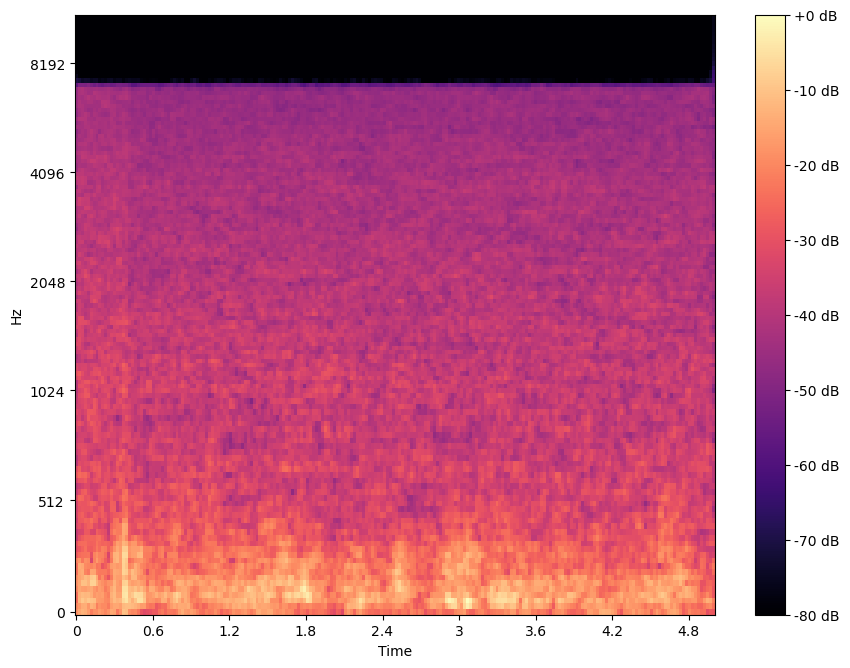 +0 dB
8192
-10 dB
4096
-20 dB
-30 dB
2048
Hz
-40 dB
1024
-50 dB
-60 dB
512
-70 dB
0
-80 dB
0 0.6 1.2 1.8 2.4 3 3.6 4.2 4.8
Time